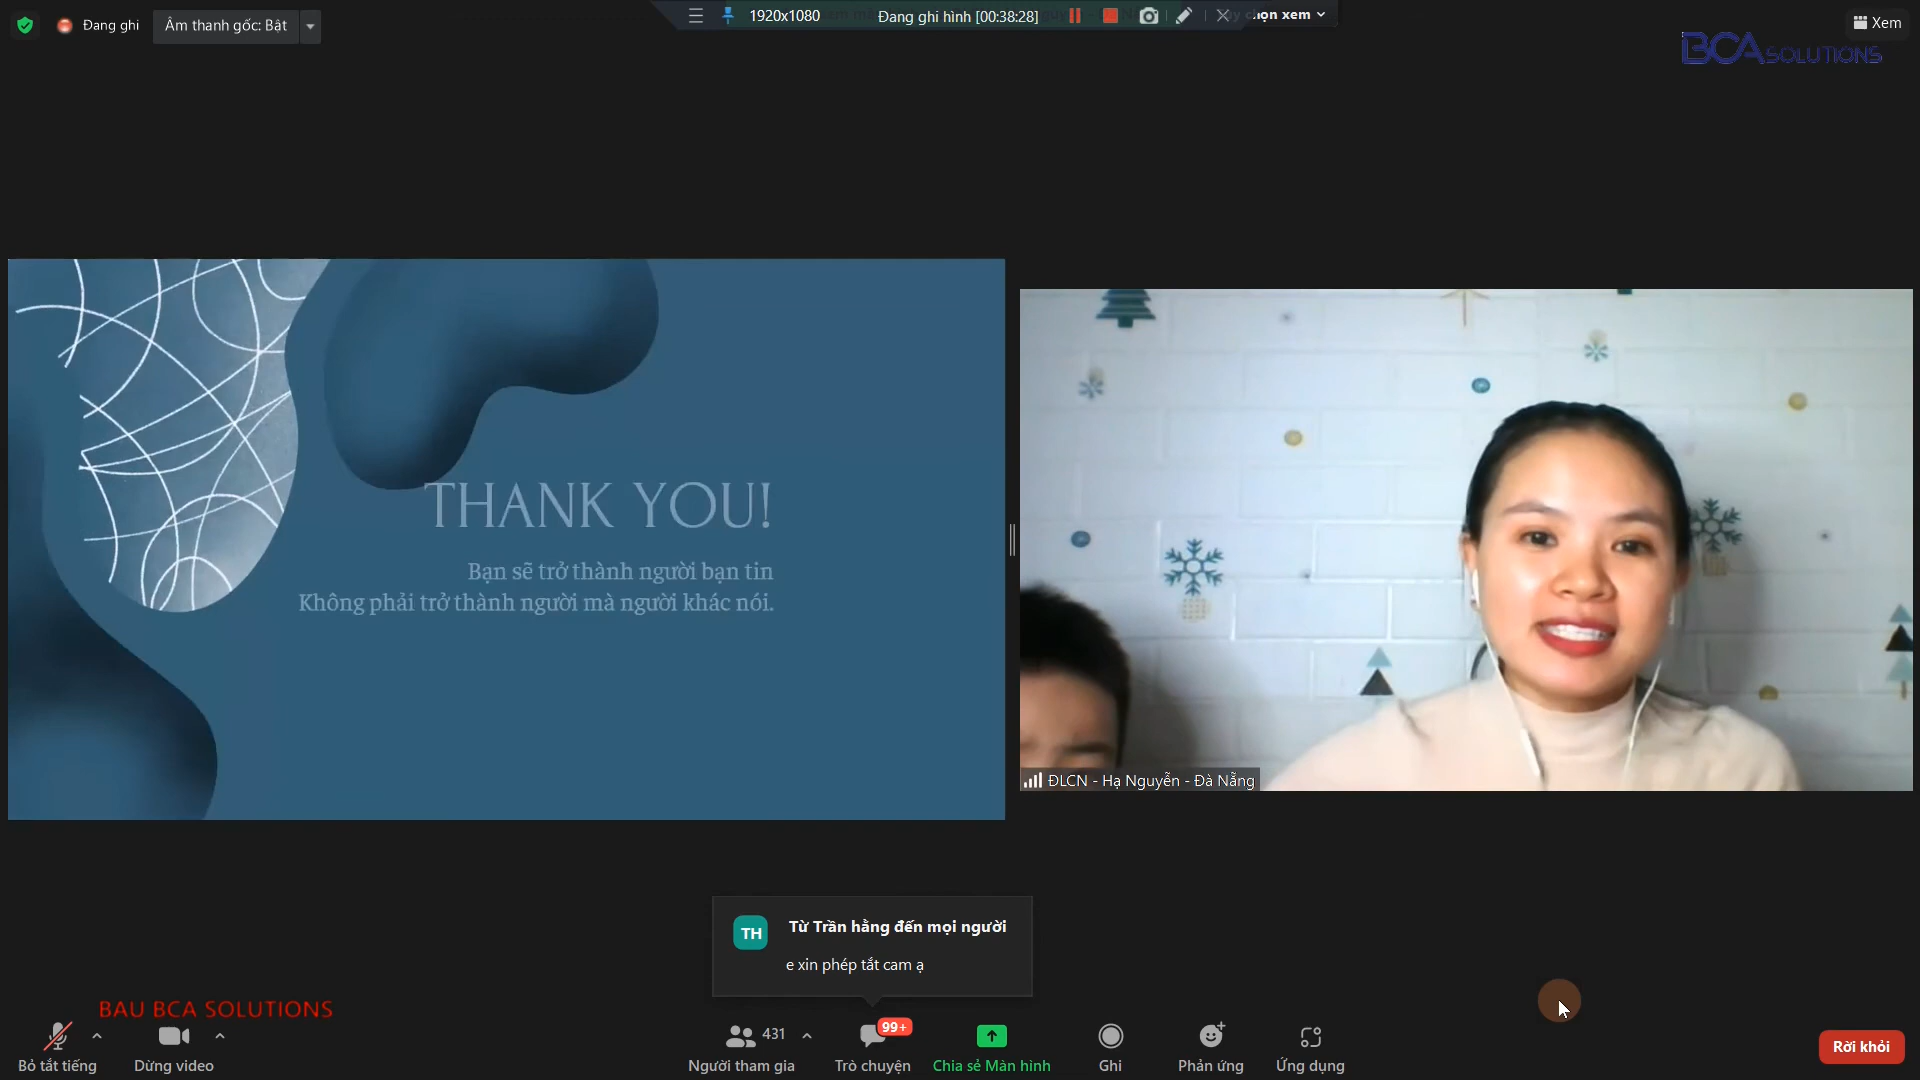 Đang ghi
Âm thanh gốc: Bật
1920x1080
Đang ghi hình [00:38:28]
chọn xem
Xem
BCA SOLUTIONS
THANK YOU!
Bạn sẽ trở thành người bạn tin
Không phải trở thành người mà người khác nói.
ĐLCN - Hạ Nguyễn - Đà Nẵng
TH
Từ Trần hằng đến mọi người
e xin phép tắt cam ạ
BAU BCA SOLUTIONS
Bỏ tắt tiếng
Dừng video
431
Người tham gia
99+
Trò chuyện
Chia sẻ Màn hình
Ghi
Phản ứng
Ứng dụng
Rời khỏi